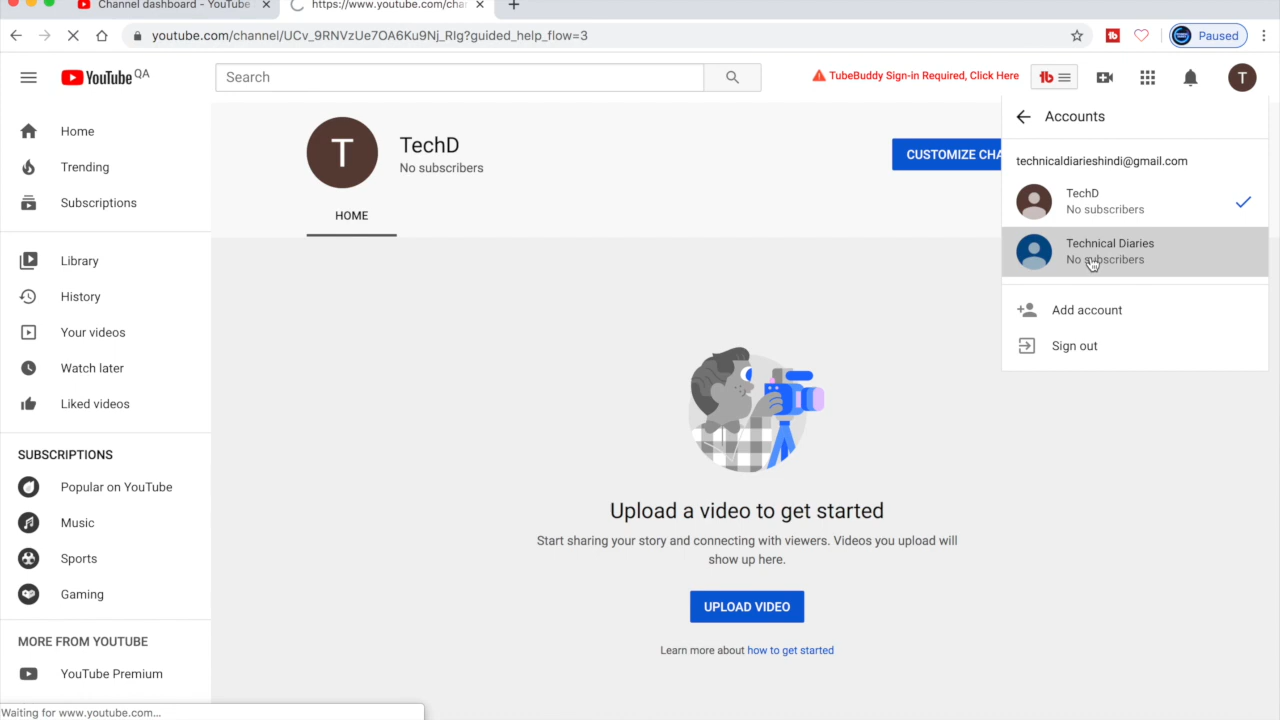 Channel dashboard - YouTube
https://www.youtube.com/chan
youtube.com/channel/UCv_9RNVzUe7OA6Ku9Nj_RIg?guided_help_flow=3
Paused
YouTube QA
Search
TubeBuddy Sign-in Required, Click Here
tb
T
Home
Trending
Subscriptions
Library
History
Your videos
Watch later
Liked videos
SUBSCRIPTIONS
Popular on YouTube
Music
Sports
Gaming
MORE FROM YOUTUBE
YouTube Premium
T
TechD
No subscribers
CUSTOMIZE CHA
HOME
Accounts
technicaldiarieshindi@gmail.com
TechD
No subscribers
Technical Diaries
No subscribers
Add account
Sign out
Upload a video to get started
Start sharing your story and connecting with viewers. Videos you upload will
show up here.
UPLOAD VIDEO
Learn more about how to get started
Waiting for www.youtube.com...